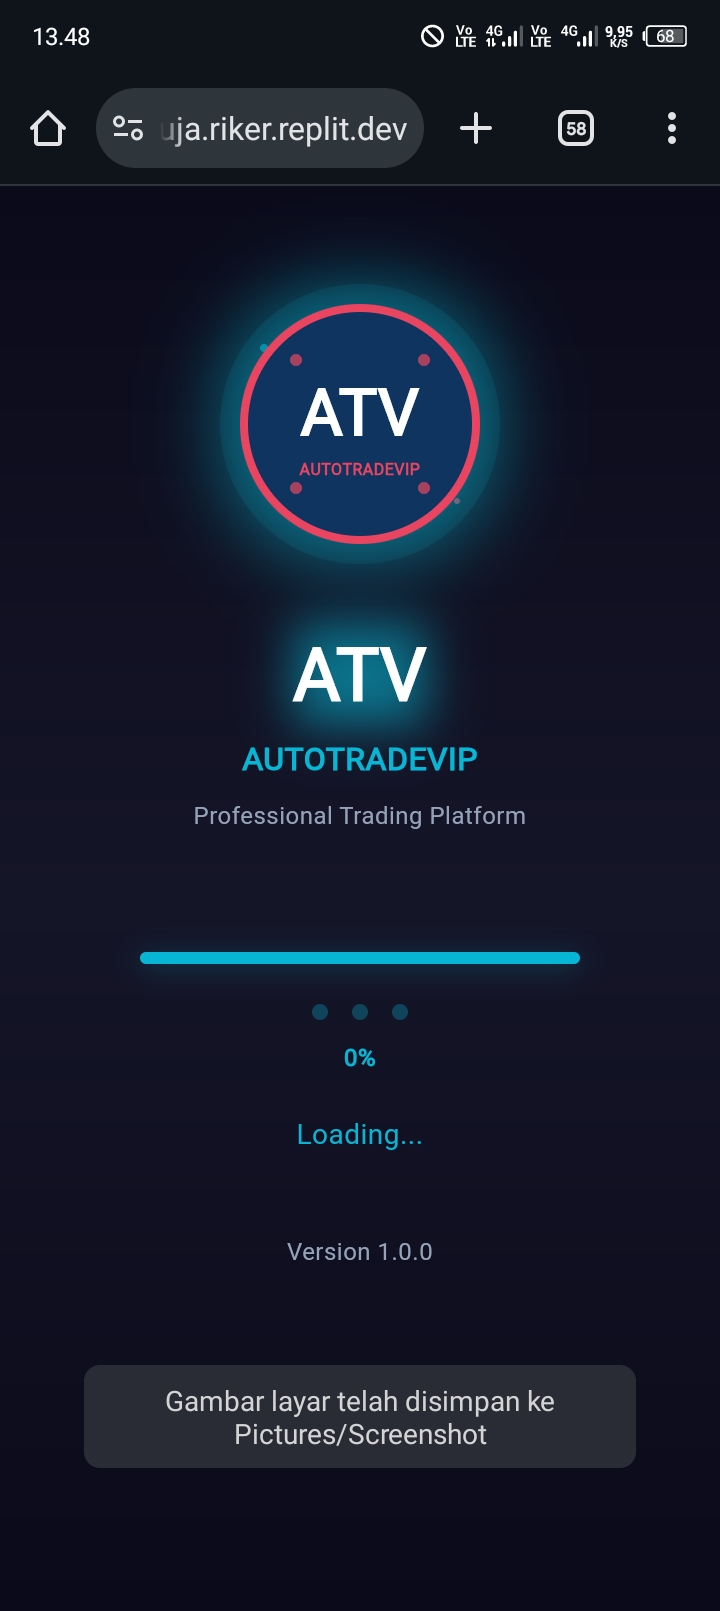 13.48
Vo LTE 4G Vo LTE 4G 9,95 K/S 68
uja.riker.replit.dev
58
ATV
AUTOTRADEVIP
ATV
AUTOTRADEVIP
Professional Trading Platform
0%
Loading...
Version 1.0.0
Gambar layar telah disimpan ke
Pictures/Screenshot